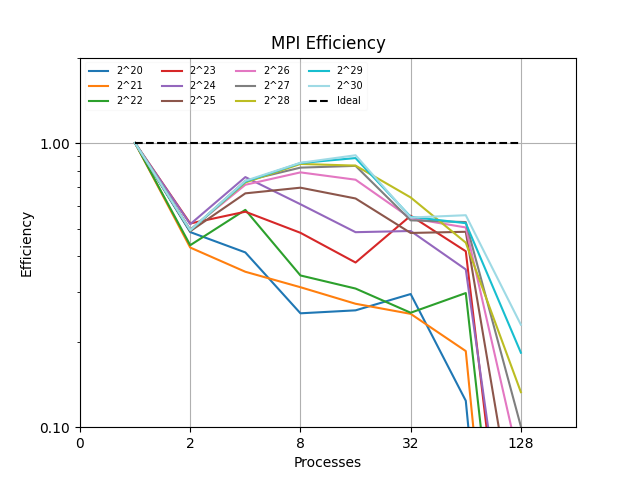 MPI Efficiency
2^20 2^23 2^26 2^29
2^21 2^24 2^27 2^30
2^22 2^25 2^28 Ideal
1.00
0.10
Efficiency
0 2 8 32 128
Processes